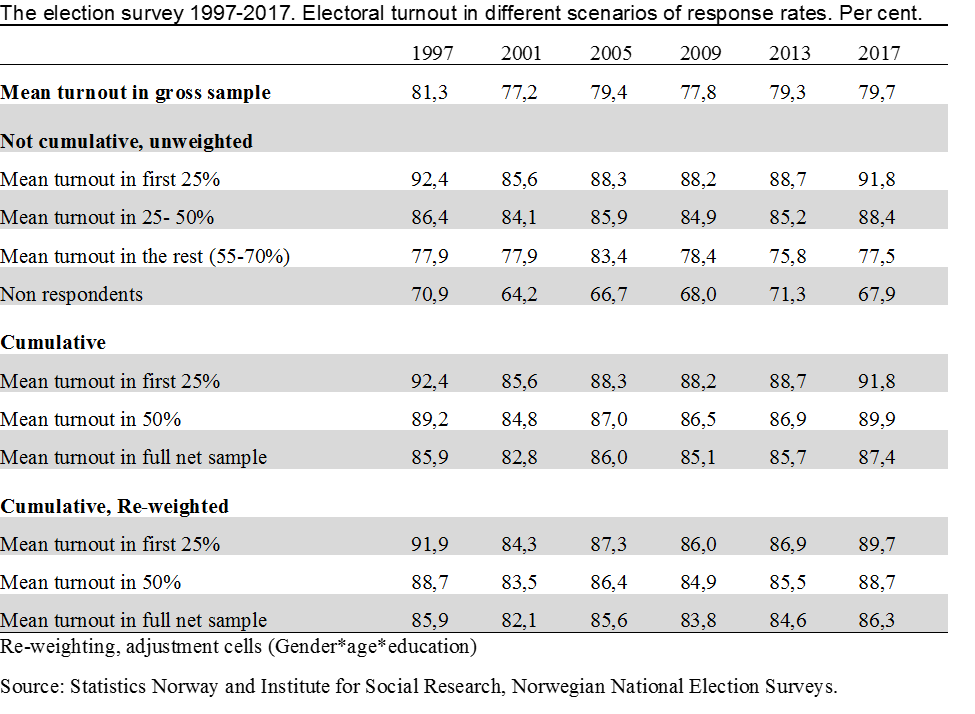 The election survey 1997-2017. Electoral turnout in different scenarios of response rates. Per cent.
1997 2001 2005 2009 2013 2017
Mean turnout in gross sample 81,3 77,2 79,4 77,8 79,3 79,7
Not cumulative, unweighted
Mean turnout in first 25% 92,4 85,6 88,3 88,2 88,7 91,8
Mean turnout in 25- 50% 86,4 84,1 85,9 84,9 85,2 88,4
Mean turnout in the rest (55-70%) 77,9 77,9 83,4 78,4 75,8 77,5
Non respondents 70,9 64,2 66,7 68,0 71,3 67,9
Cumulative
Mean turnout in first 25% 92,4 85,6 88,3 88,2 88,7 91,8
Mean turnout in 50% 89,2 84,8 87,0 86,5 86,9 89,9
Mean turnout in full net sample 85,9 82,8 86,0 85,1 85,7 87,4
Cumulative, Re-weighted
Mean turnout in first 25% 91,9 84,3 87,3 86,0 86,9 89,7
Mean turnout in 50% 88,7 83,5 86,4 84,9 85,5 88,7
Mean turnout in full net sample 85,9 82,1 85,6 83,8 84,6 86,3
Re-weighting, adjustment cells (Gender*age*education)
Source: Statistics Norway and Institute for Social Research, Norwegian National Election Surveys.